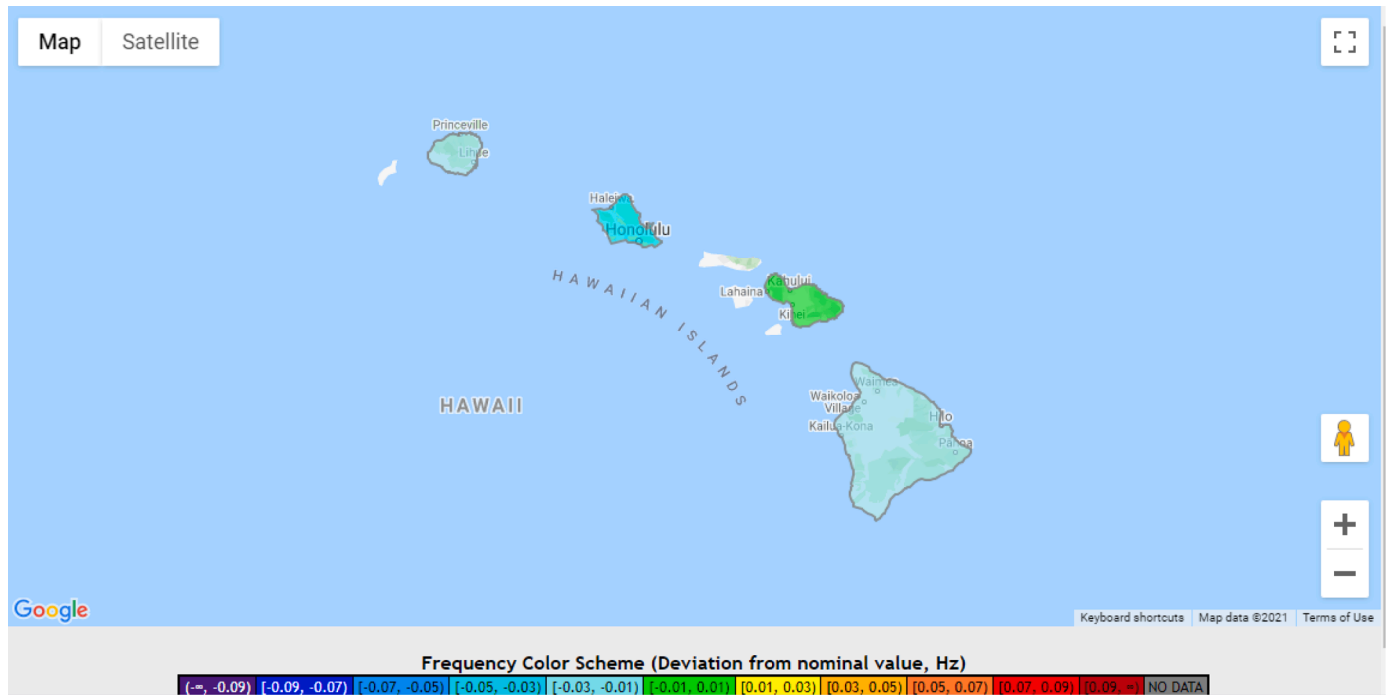 Map Satellite
Princeville
Lihue
Haleiwa
Honolulu
Kahului
Lahaina
Kihei
HAWAIIAN ISLANDS
HAWAII
Waimea
Waikoloa
Village
Kailua-Kona
Hilo
Pahoa
Google
Keyboard shortcuts Map data ©2021 Terms of Use
Frequency Color Scheme (Deviation from nominal value, Hz)
(-∞, -0.09) [-0.09, -0.07) [-0.07, -0.05) [-0.05, -0.03) [-0.03, -0.01) [-0.01, 0.01) [0.01, 0.03) [0.03, 0.05) [0.05, 0.07) [0.07, 0.09) [0.09, ∞) NO DATA